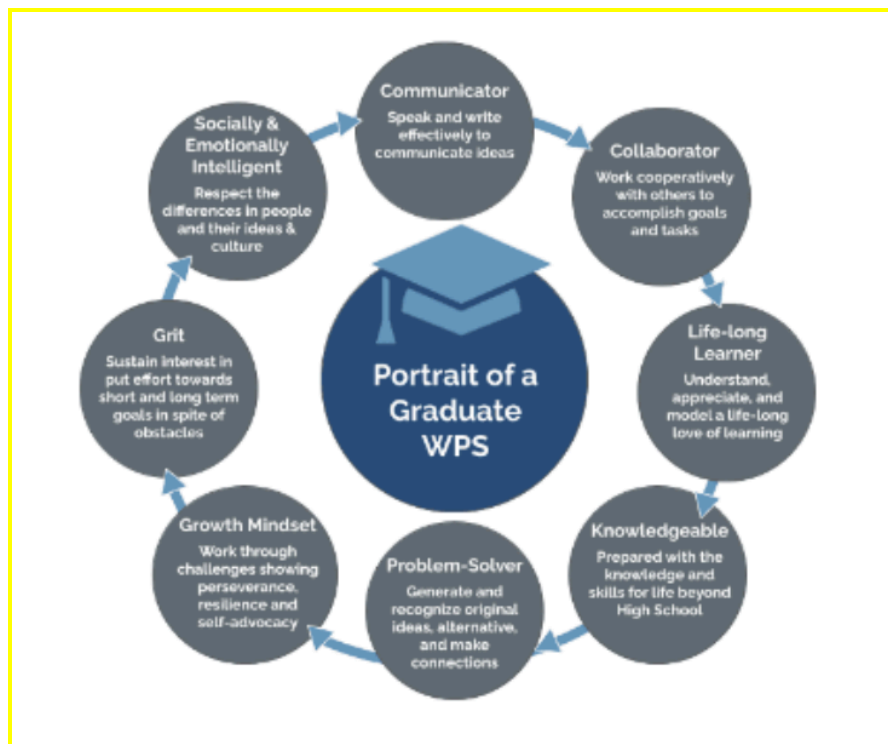 Communicator
Speak and write
effectively to
communicate ideas
Collaborator
Work cooperatively
with others to
accomplish goals
and tasks
Life-long
Learner
Understand,
appreciate, and
model a life-long
love of learning
Knowledgeable
Prepared with the
knowledge and
skills for life beyond
High School
Problem-Solver
Generate and
recognize original
ideas, alternative,
and make
connections
Growth Mindset
Work through
challenges showing
perseverance,
resilience and
self-advocacy
Grit
Sustain interest in
put effort towards
short and long term
goals in spite of
obstacles
Socially &
Emotionally
Intelligent
Respect the
differences in people
and their ideas &
culture
Portrait of a
Graduate
WPS